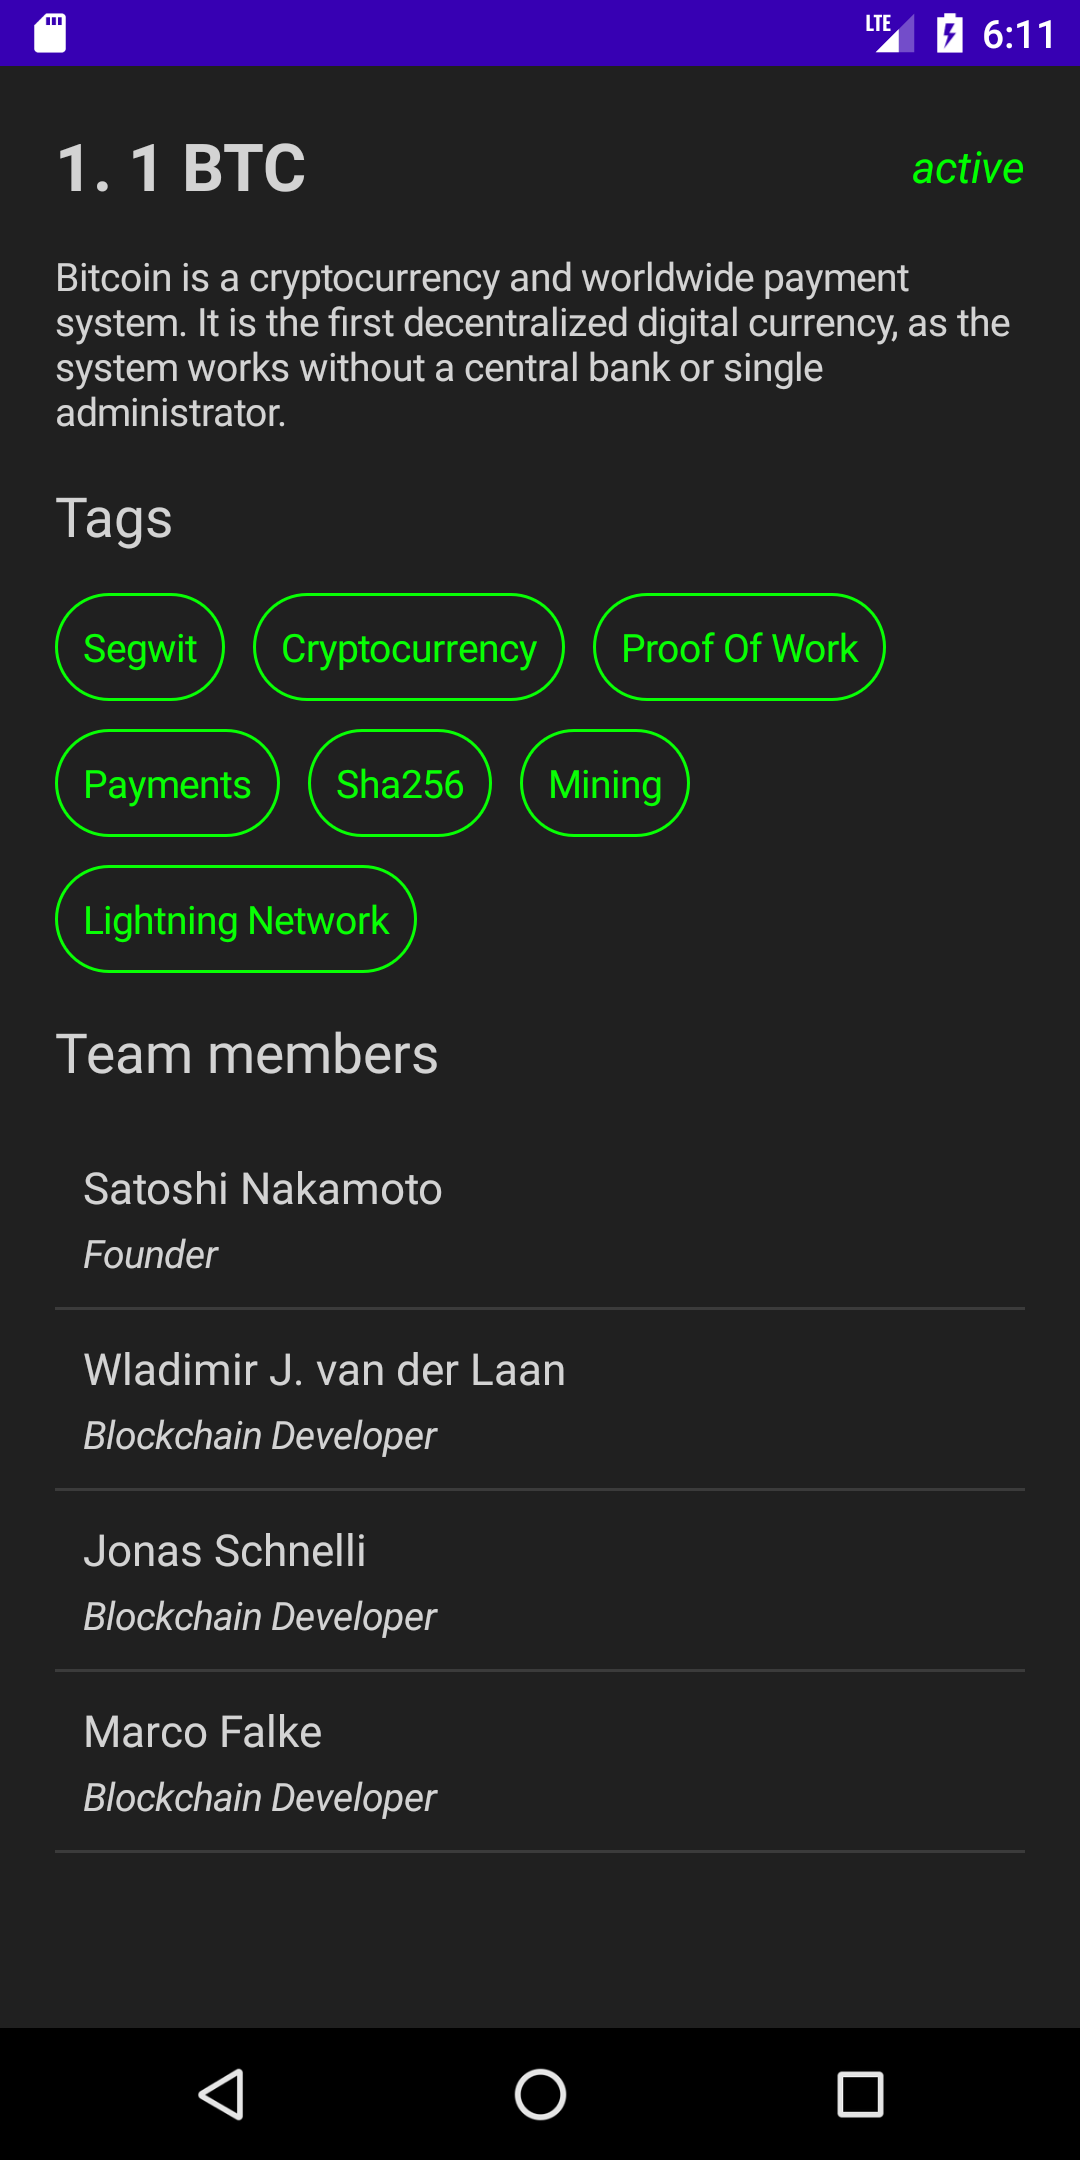 LTE 6:11
1. 1 BTC
active
Bitcoin is a cryptocurrency and worldwide payment
system. It is the first decentralized digital currency, as the
system works without a central bank or single
administrator.
Tags
Segwit Cryptocurrency Proof Of Work
Payments Sha256 Mining
Lightning Network
Team members
Satoshi Nakamoto
Founder
Wladimir J. van der Laan
Blockchain Developer
Jonas Schnelli
Blockchain Developer
Marco Falke
Blockchain Developer